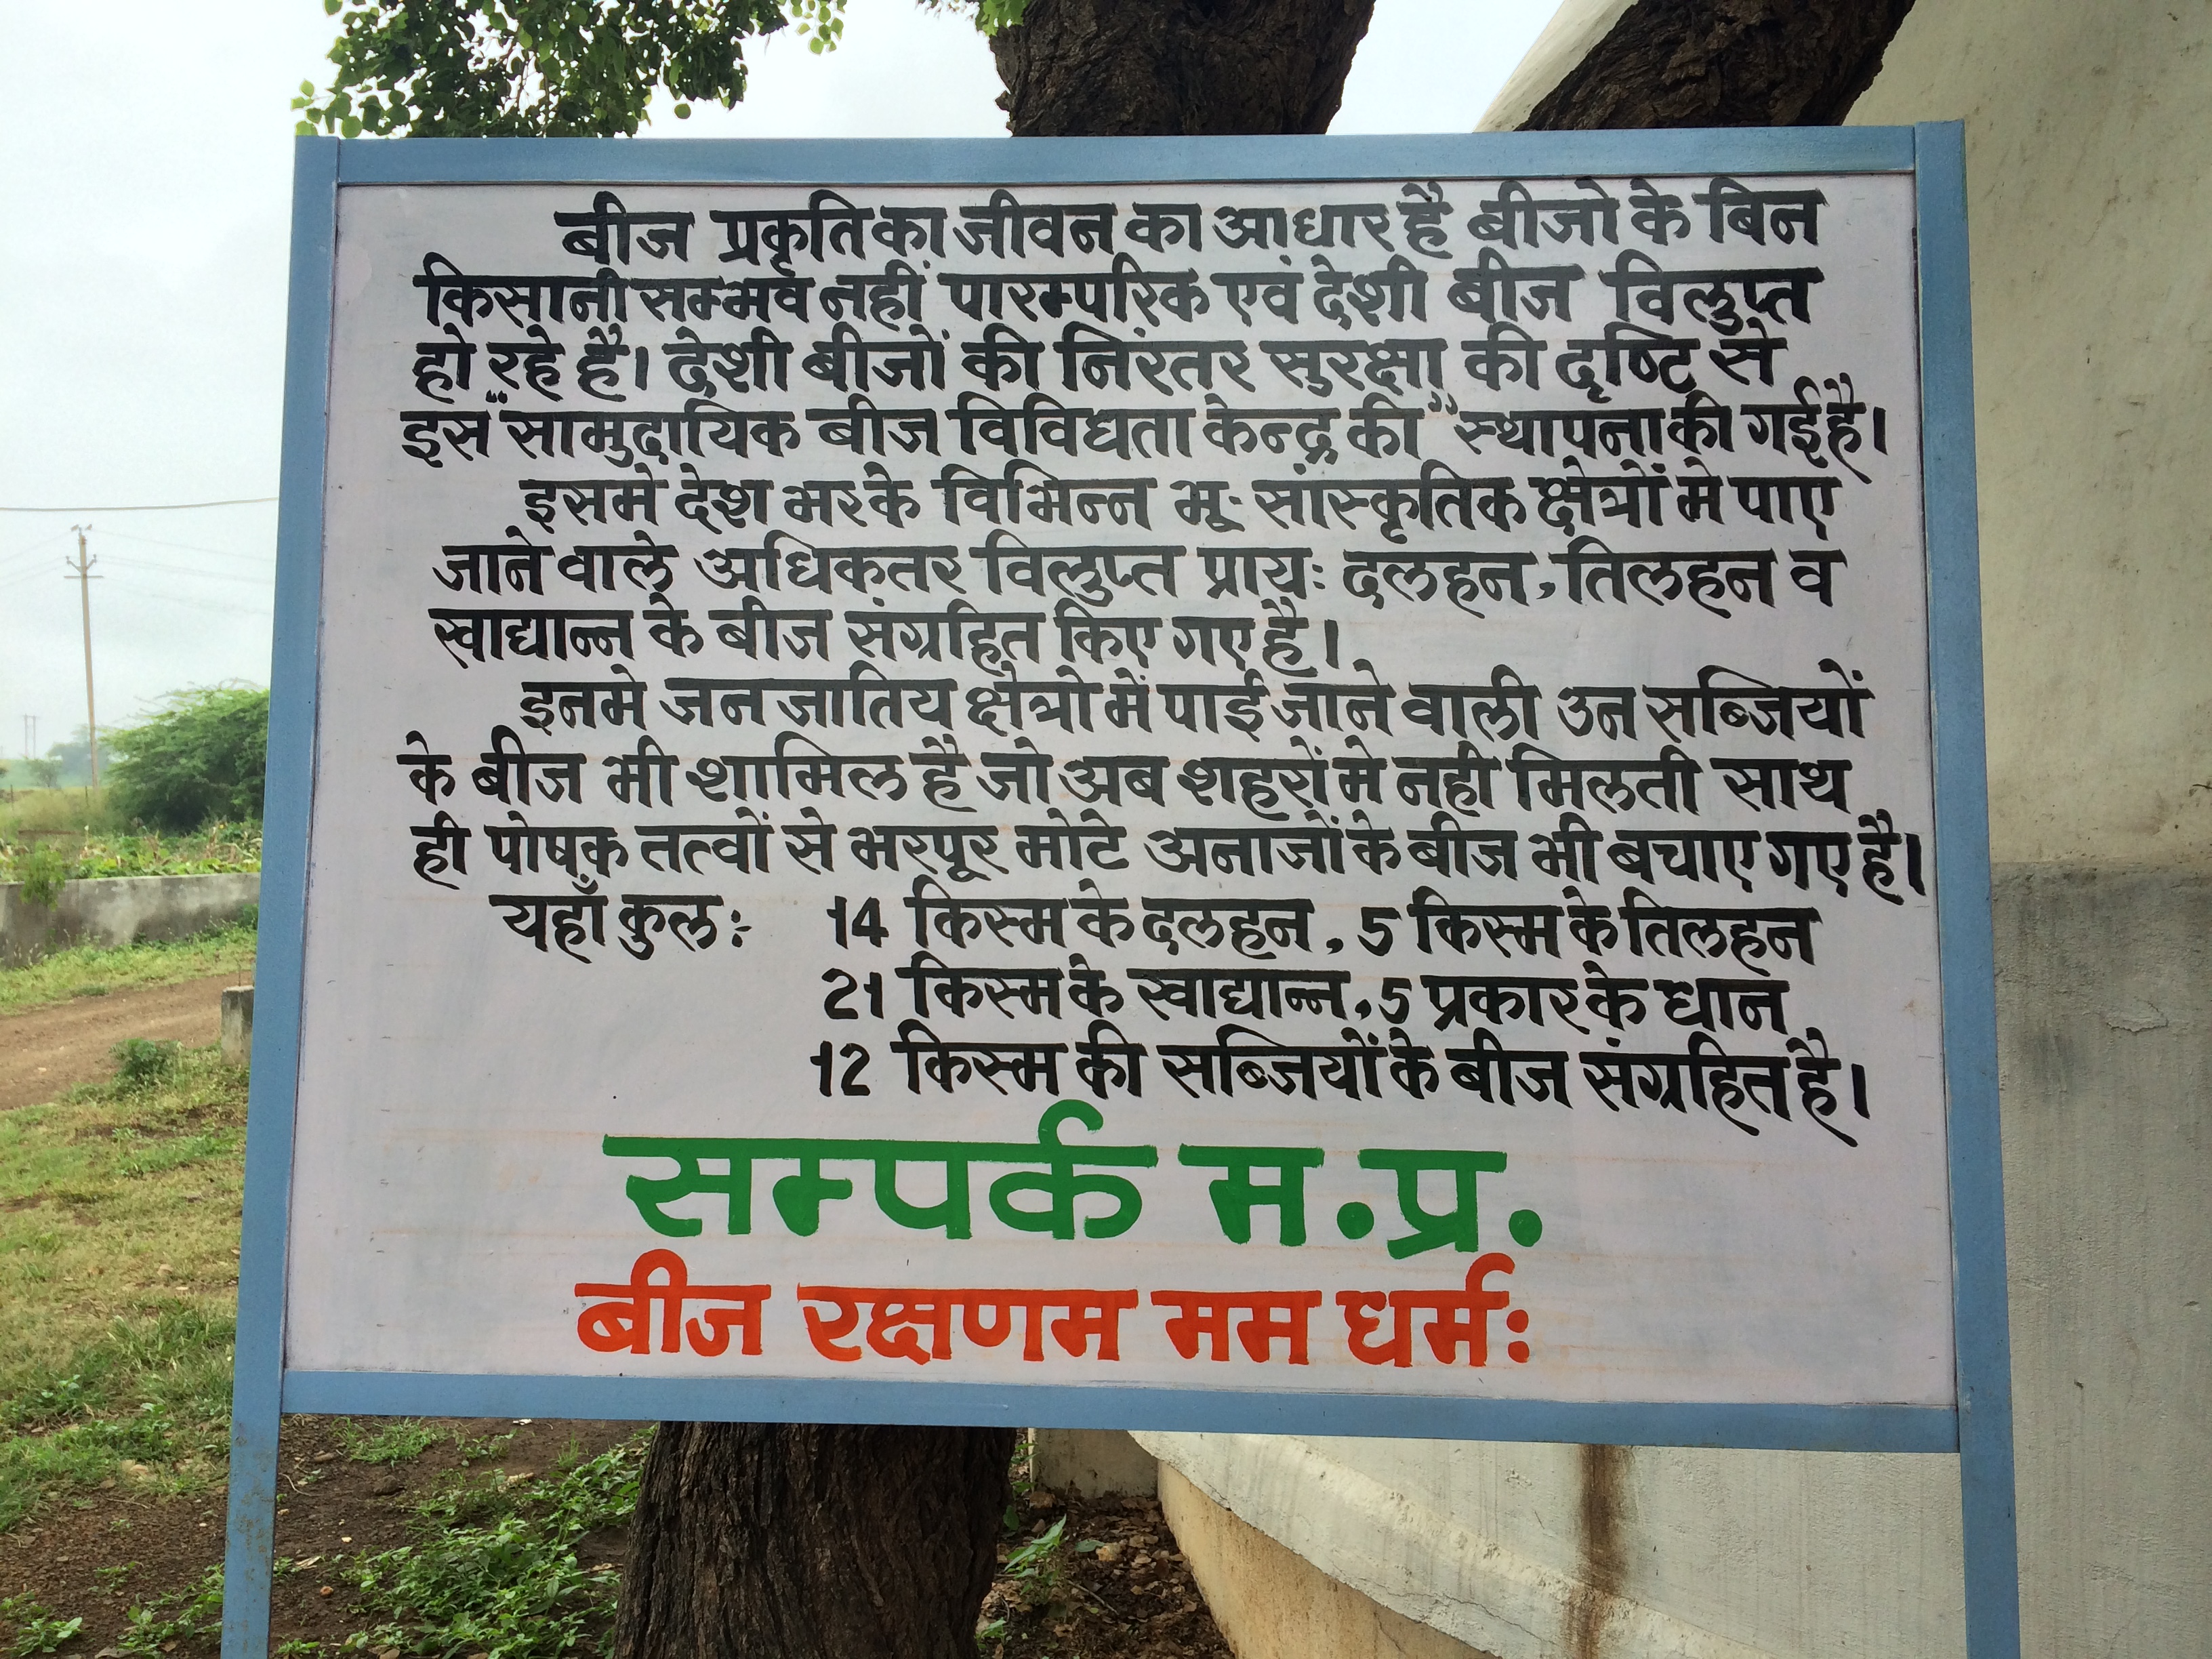 बीज प्रकृति का जीवन का आधार है बीजो के बिन
किसानी सम्भव नहीं पारम्परिक एवं देशी बीज विलुप्त
हो रहे है। देशी बीजों की निंरतर सुरक्षा की दृष्टि से
इस "सामुदायिक बीज विविधता केन्द्र की" स्थापना की गई है।
इसमे देश भर के विभिन्न भू- सांस्कृतिक क्षेत्रों मे पाए
जाने वाले अधिकतर विलुप्त प्रायः दलहन, तिलहन व
खाद्यान्न के बीज संग्रहित किए गए है।
इनमे जन जातिय क्षेत्रो में पाई जाने वाली उन सब्जियों
के बीज भी शामिल है जो अब शहरों मे नही मिलती साथ
ही पोषक तत्वों से भरपूर मोटे अनाजों के बीज भी बचाए गए है।
यहाँ कुल:- 14 किस्म के दलहन, 5 किस्म के तिलहन
21 किस्म के खाद्यान्न, 5 प्रकार के धान
12 किस्म की सब्जियों के बीज संग्रहित है।
सम्पर्क म.प्र.
बीज रक्षणम मम धर्म: